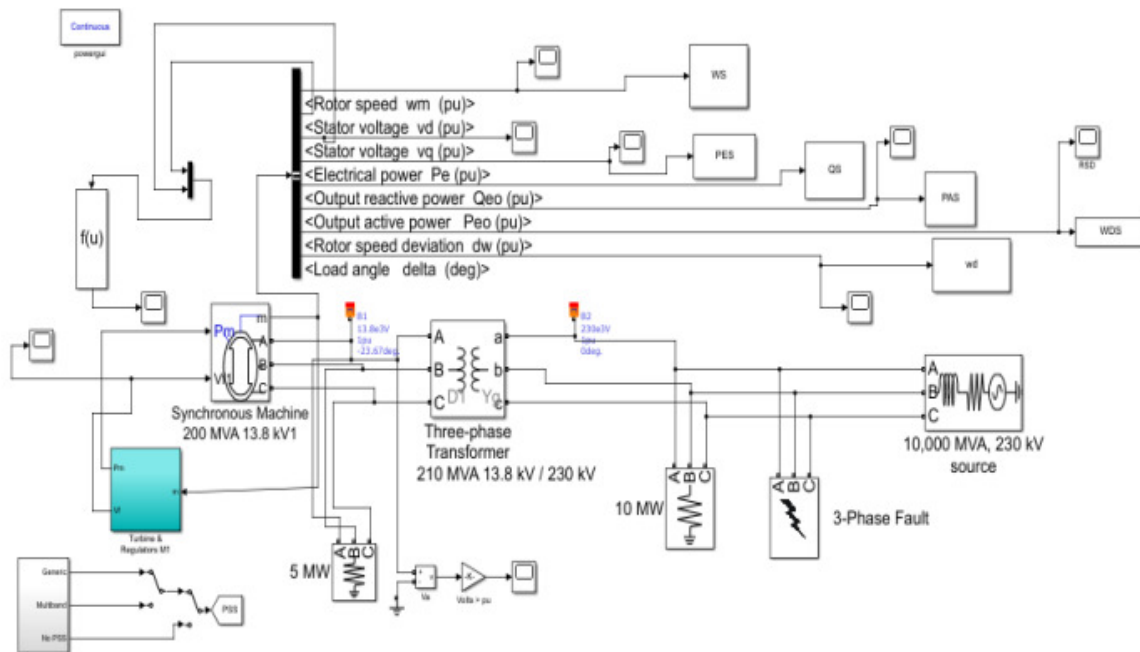 Continuous
powergui
<Rotor speed wm (pu)>
<Stator voltage vd (pu)>
<Stator voltage vq (pu)>
<Electrical power Pe (pu)>
<Output reactive power Qeo (pu)>
<Output active power Peo (pu)>
<Rotor speed deviation dw (pu)>
<Load angle delta (deg)>
WS
PES
QS
PAS
RSD
WDS
wd
f(u)
Pm
m
A
B
C
Synchronous Machine
200 MVA 13.8 kV1
B1
13.8e3V
1pu
-23.67deg.
A
B
C
a
b
c
D1
Yg
Three-phase
Transformer
210 MVA 13.8 kV / 230 kV
B2
230e3V
1pu
0deg.
A
B
C
10,000 MVA, 230 kV
source
Pm
Vf
m
Turbine &
Regulators M1
A B C
5 MW
A B C
10 MW
A B C
3-Phase Fault
+
-
v
Va
-K-
Volts > pu
Generic
Multiband
No PSS
PSS